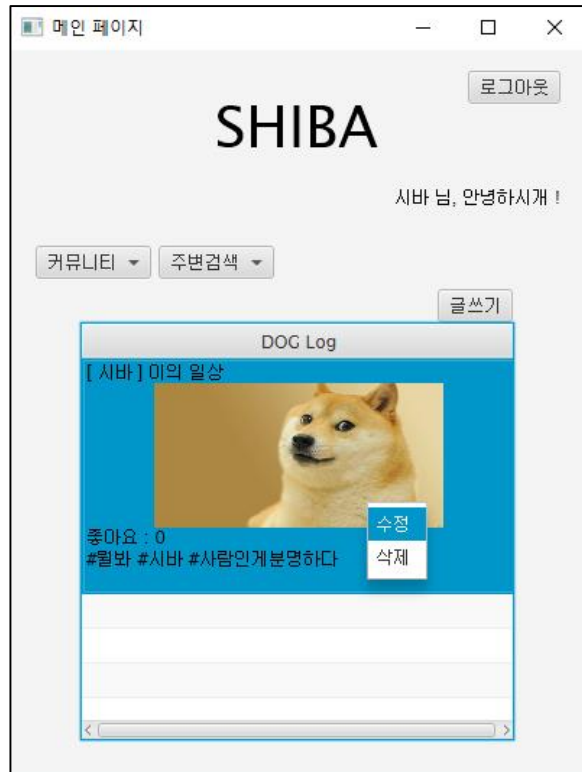 메인 페이지
로그아웃
SHIBA
시바 님, 안녕하시개 !
커뮤니티 주변검색
글쓰기
DOG Log
[ 시바 ] 이의 일상
좋아요 : 0
#뭘봐 #시바 #사람인게분명하다
수정
삭제